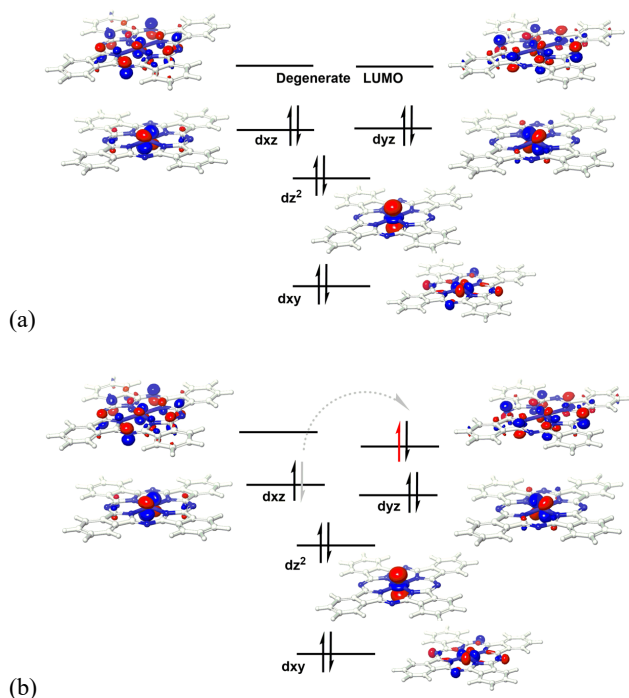 Degenerate LUMO
dxz dyz
dz²
dxy
(a)
dxz dyz
dz²
dxy
(b)